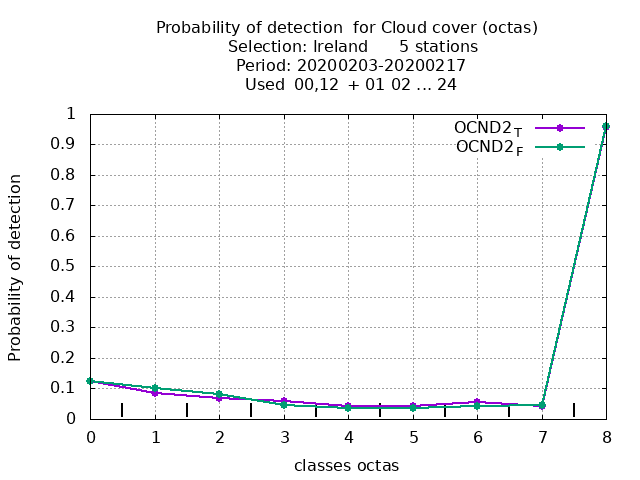 Probability of detection  for Cloud cover (octas)
Selection: Ireland      5 stations
Period: 20200203-20200217
Used  00,12  + 01 02 ... 24
OCND2T
OCND2F
1
0.9
0.8
0.7
0.6
0.5
0.4
0.3
0.2
0.1
0
Probability of detection
0 1 2 3 4 5 6 7 8
classes octas